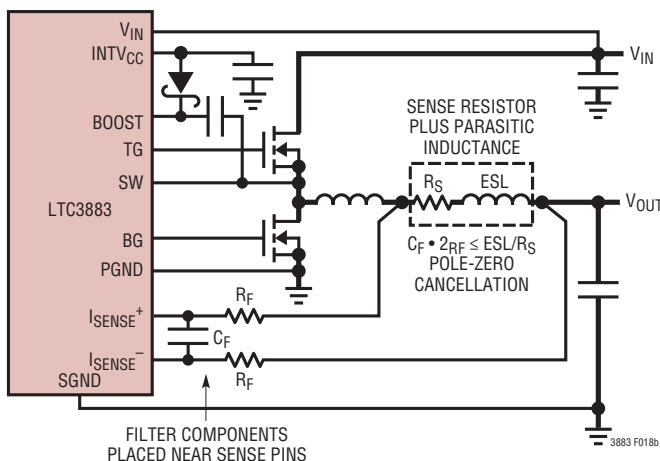 V_IN
INTV_CC
BOOST
TG
SW
LTC3883
BG
PGND
I_SENSE^+
I_SENSE^-
SGND
V_IN
SENSE RESISTOR
PLUS PARASITIC
INDUCTANCE
R_S
ESL
V_OUT
C_F • 2_RF ≤ ESL/R_S
POLE-ZERO
CANCELLATION
R_F
C_F
R_F
FILTER COMPONENTS
PLACED NEAR SENSE PINS
3883 F018b